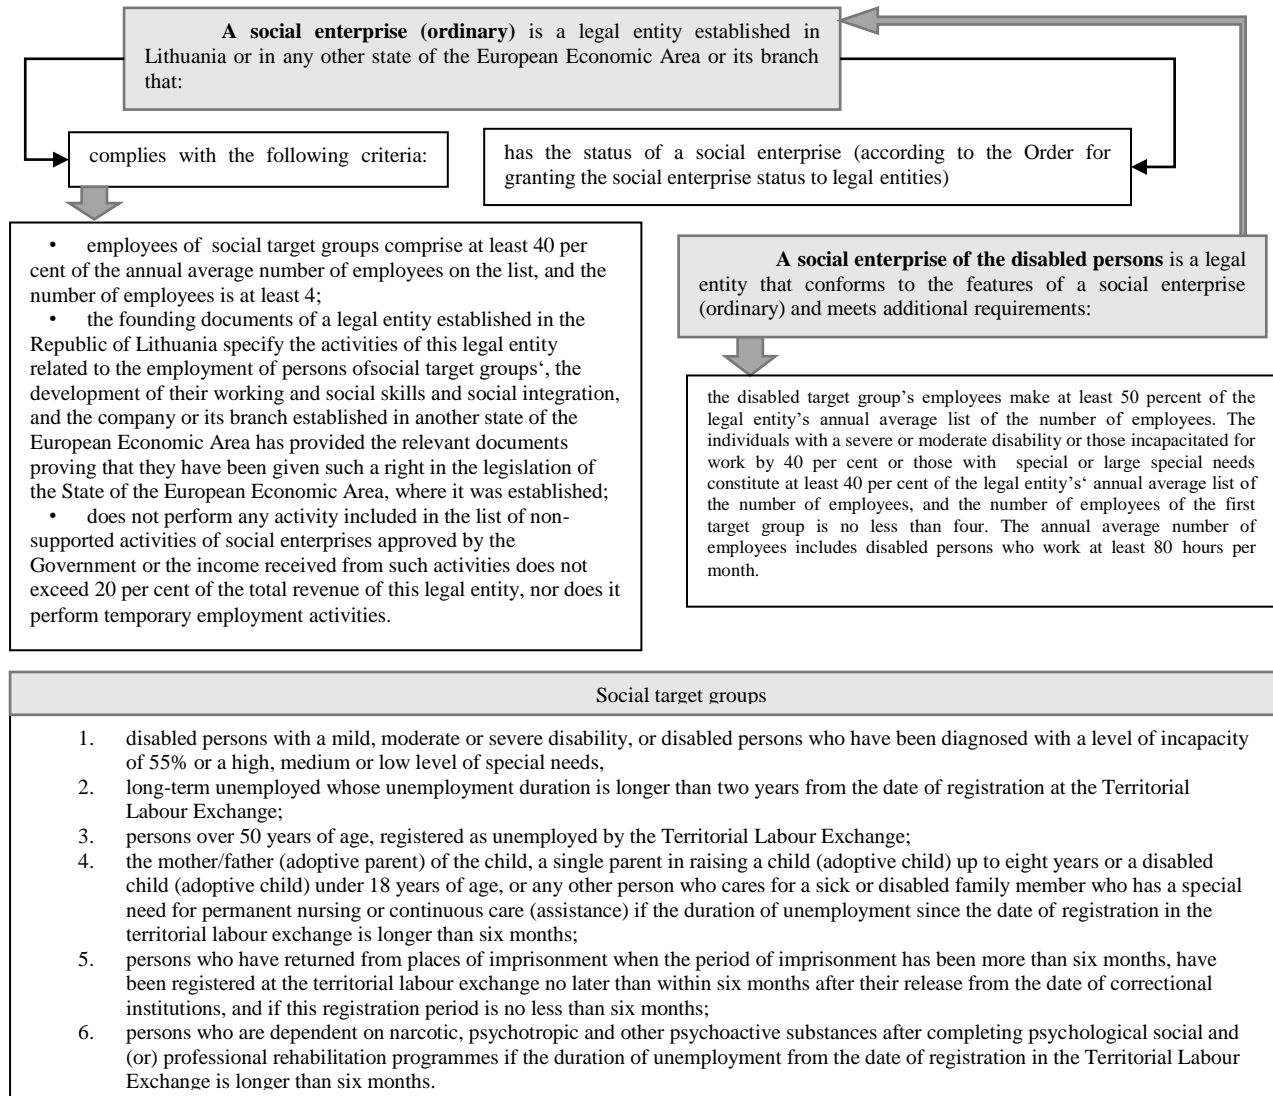 A social enterprise (ordinary) is a legal entity established in
Lithuania or in any other state of the European Economic Area or its branch
that:
complies with the following criteria:
has the status of a social enterprise (according to the Order for
granting the social enterprise status to legal entities)
• employees of social target groups comprise at least 40 per
cent of the annual average number of employees on the list, and the
number of employees is at least 4;
• the founding documents of a legal entity established in the
Republic of Lithuania specify the activities of this legal entity
related to the employment of persons ofsocial target groups‘, the
development of their working and social skills and social integration,
and the company or its branch established in another state of the
European Economic Area has provided the relevant documents
proving that they have been given such a right in the legislation of
the State of the European Economic Area, where it was established;
• does not perform any activity included in the list of non-
supported activities of social enterprises approved by the
Government or the income received from such activities does not
exceed 20 per cent of the total revenue of this legal entity, nor does it
perform temporary employment activities.
A social enterprise of the disabled persons is a legal
entity that conforms to the features of a social enterprise
(ordinary) and meets additional requirements:
the disabled target group’s employees make at least 50 percent of the
legal entity’s annual average list of the number of employees. The
individuals with a severe or moderate disability or those incapacitated for
work by 40 per cent or those with special or large special needs
constitute at least 40 per cent of the legal entity’s‘ annual average list of
the number of employees, and the number of employees of the first
target group is no less than four. The annual average number of
employees includes disabled persons who work at least 80 hours per
month.
Social target groups
1. disabled persons with a mild, moderate or severe disability, or disabled persons who have been diagnosed with a level of incapacity
of 55% or a high, medium or low level of special needs,
2. long-term unemployed whose unemployment duration is longer than two years from the date of registration at the Territorial
Labour Exchange;
3. persons over 50 years of age, registered as unemployed by the Territorial Labour Exchange;
4. the mother/father (adoptive parent) of the child, a single parent in raising a child (adoptive child) up to eight years or a disabled
child (adoptive child) under 18 years of age, or any other person who cares for a sick or disabled family member who has a special
need for permanent nursing or continuous care (assistance) if the duration of unemployment since the date of registration in the
territorial labour exchange is longer than six months;
5. persons who have returned from places of imprisonment when the period of imprisonment has been more than six months, have
been registered at the territorial labour exchange no later than within six months after their release from the date of correctional
institutions, and if this registration period is no less than six months;
6. persons who are dependent on narcotic, psychotropic and other psychoactive substances after completing psychological social and
(or) professional rehabilitation programmes if the duration of unemployment from the date of registration in the Territorial Labour
Exchange is longer than six months.